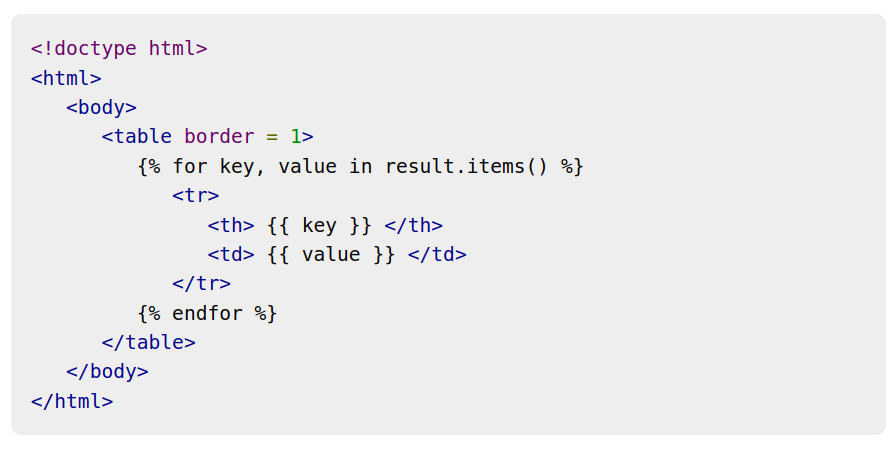 <!doctype html>
<html>
   <body>
      <table border = 1>
         {% for key, value in result.items() %}
            <tr>
               <th> {{ key }} </th>
               <td> {{ value }} </td>
            </tr>
         {% endfor %}
      </table>
   </body>
</html>